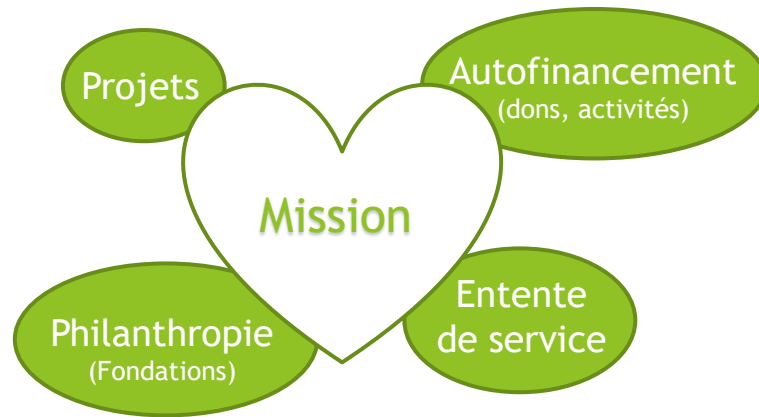 Projets
Autofinancement
(dons, activités)
Mission
Philanthropie
(Fondations)
Entente
de service